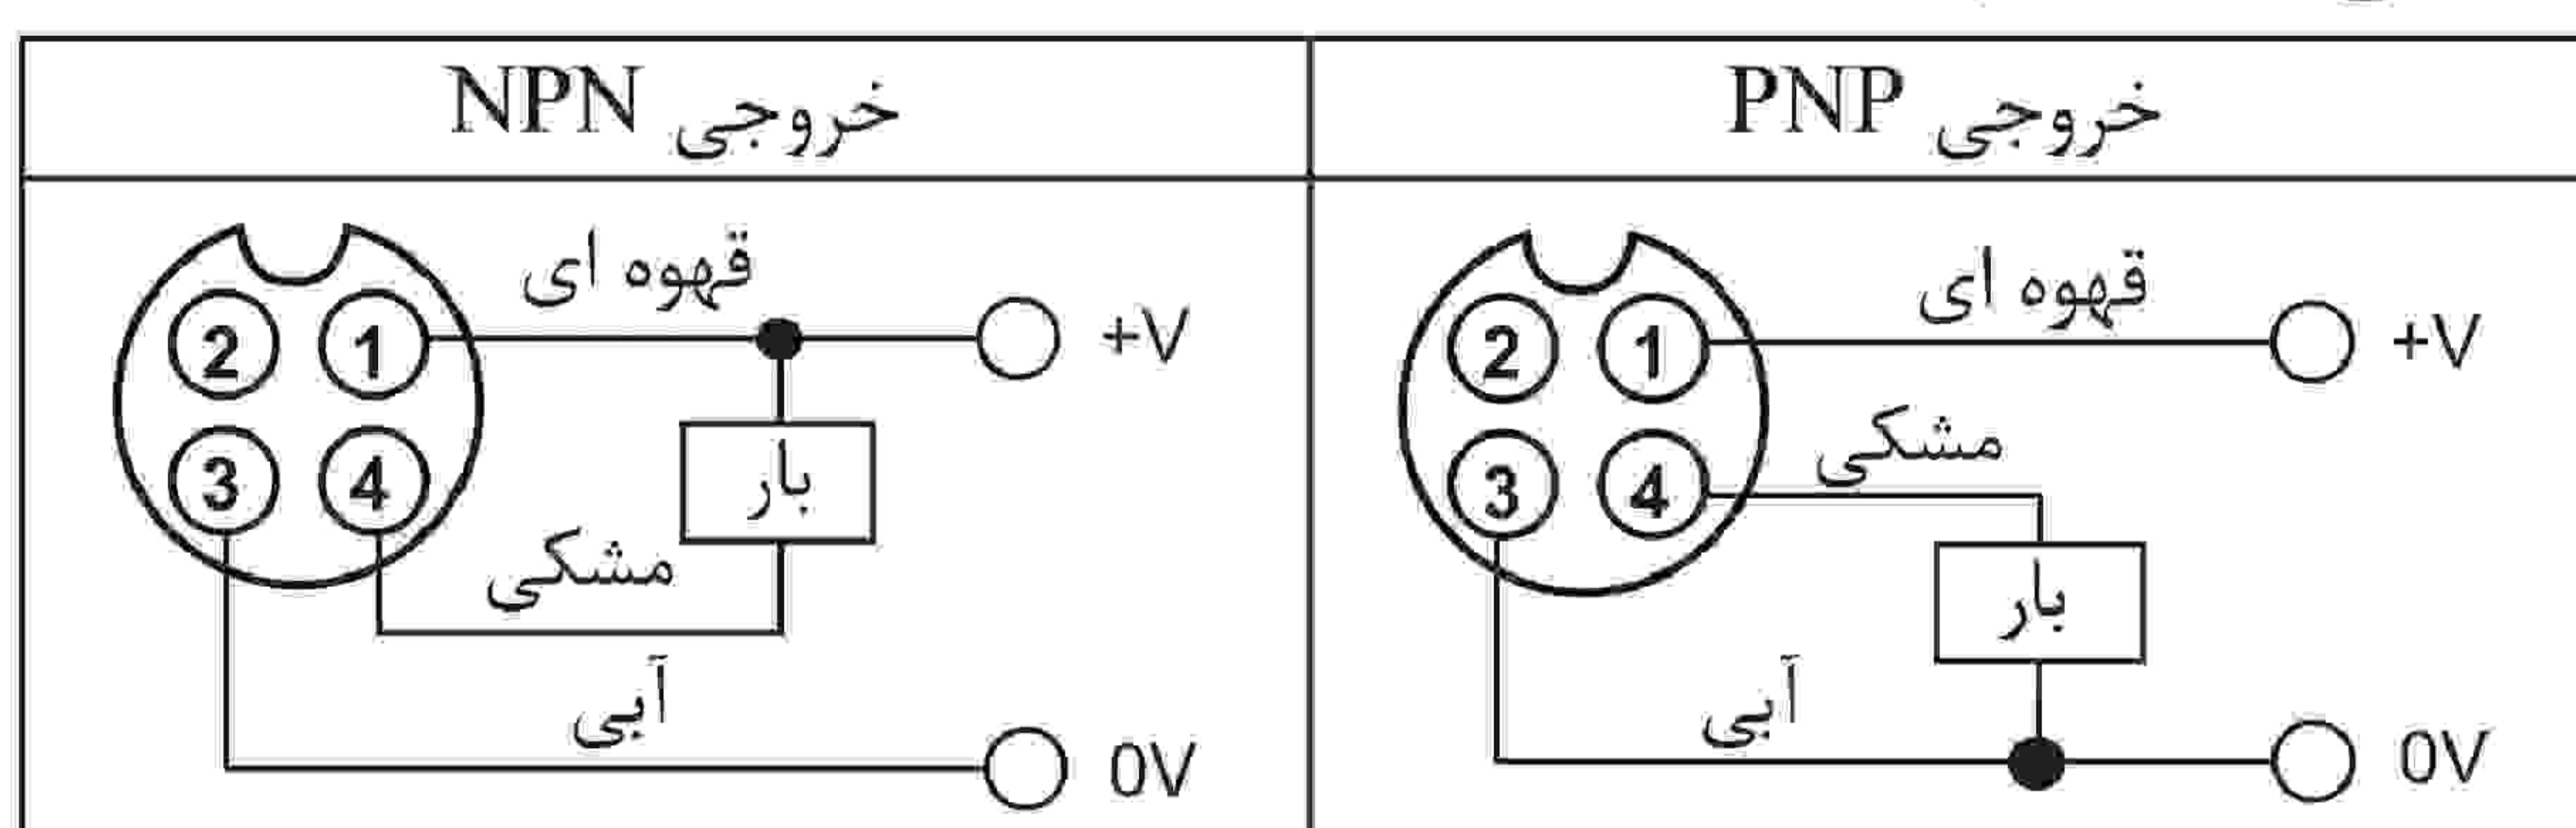 خروجی NPN
خروجی PNP
قهوه ای
+V
2
1
بار
3
4
مشکی
آبی
0V
قهوه ای
+V
2
1
مشکی
3
4
بار
آبی
0V